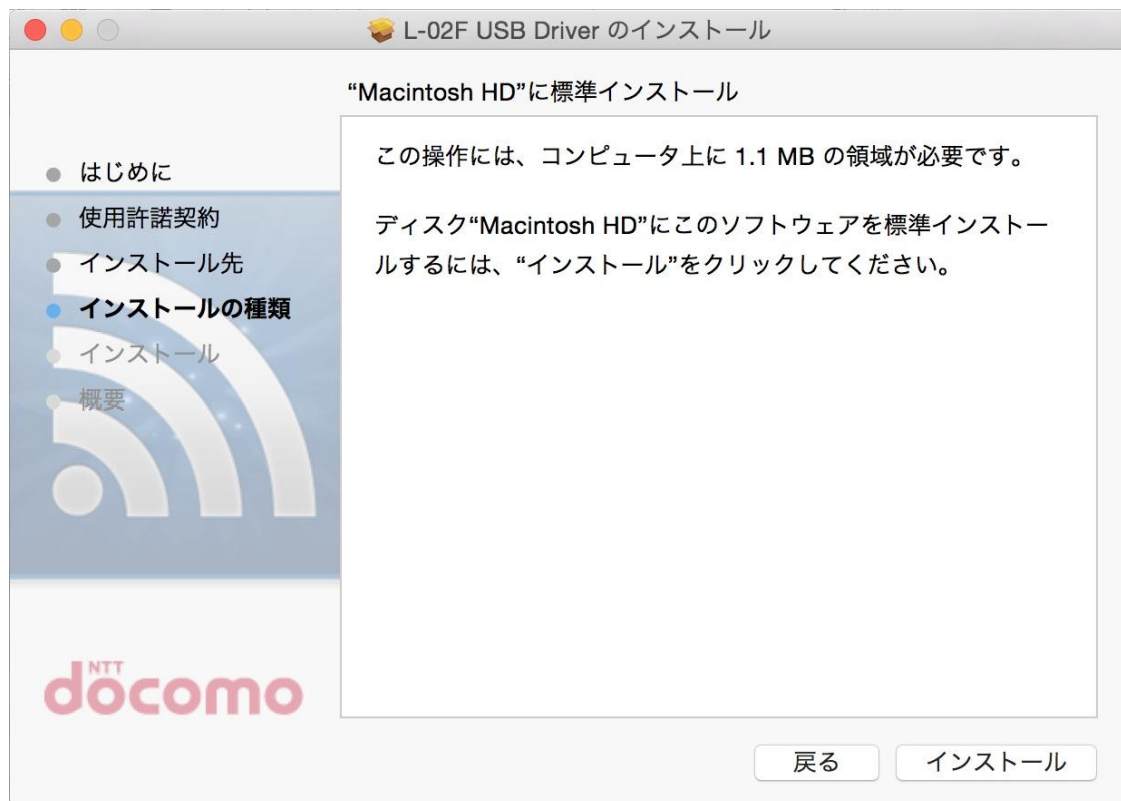 L-02F USB Driver のインストール
“Macintosh HD”に標準インストール
はじめに
使用許諾契約
インストール先
インストールの種類
インストール
概要
この操作には、コンピュータ上に 1.1 MB の領域が必要です。
ディスク“Macintosh HD”にこのソフトウェアを標準インストー
ルするには、“インストール”をクリックしてください。
NTT
döcomo
戻る
インストール